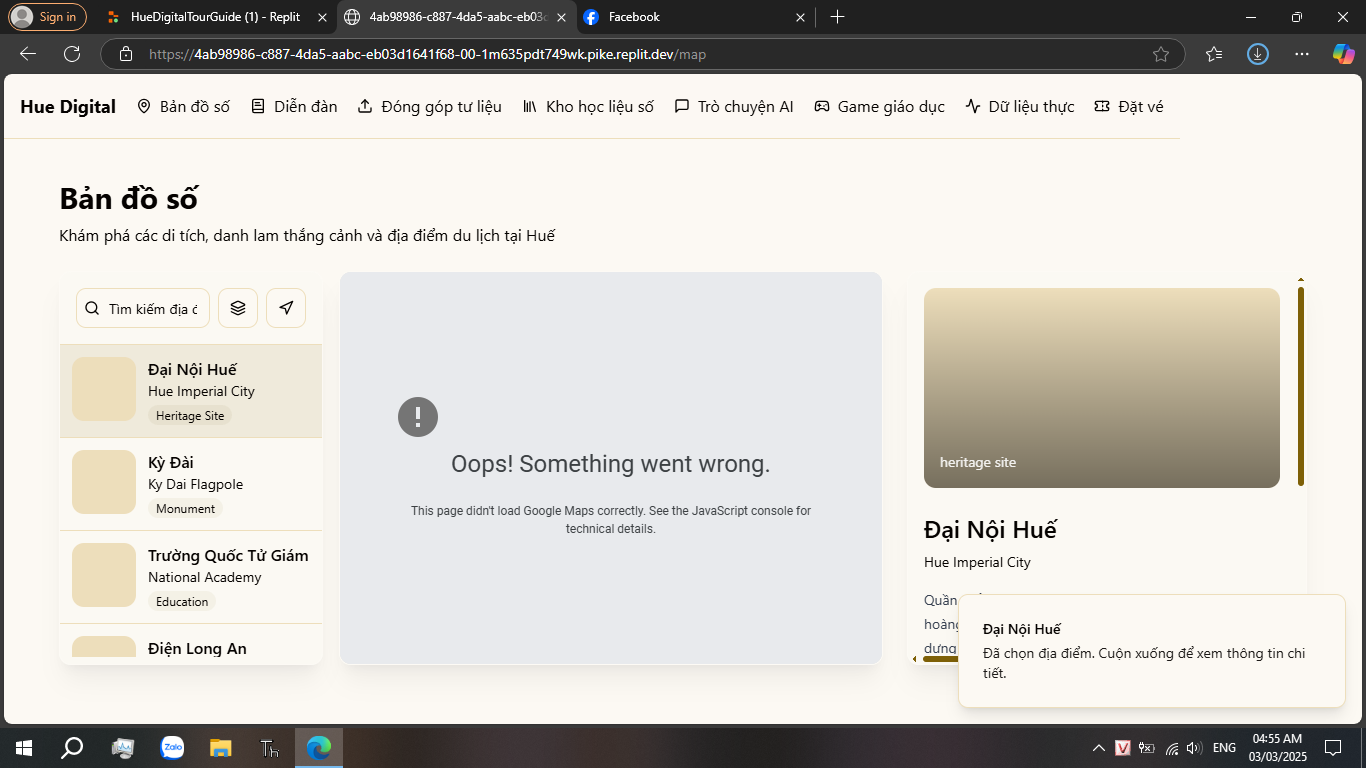 Sign in
HueDigitalTourGuide (1) - Replit
4ab98986-c887-4da5-aabc-eb03d
Facebook
https://4ab98986-c887-4da5-aabc-eb03d1641f68-00-1m635pdt749wk.pike.replit.dev/map
Hue Digital
Bản đồ số
Diễn đàn
Đóng góp tư liệu
Kho học liệu số
Trò chuyện AI
Game giáo dục
Dữ liệu thực
Đặt vé
Bản đồ số
Khám phá các di tích, danh lam thắng cảnh và địa điểm du lịch tại Huế
Tìm kiếm địa đ
Đại Nội Huế
Hue Imperial City
Heritage Site
Kỳ Đài
Ky Dai Flagpole
Monument
Trường Quốc Tử Giám
National Academy
Education
Điện Long An
Oops! Something went wrong.
This page didn't load Google Maps correctly. See the JavaScript console for
technical details.
heritage site
Đại Nội Huế
Hue Imperial City
Quần
hoàng
dựng
Đại Nội Huế
Đã chọn địa điểm. Cuộn xuống để xem thông tin chi
tiết.
Zalo
Th
V
ENG
04:55 AM
03/03/2025